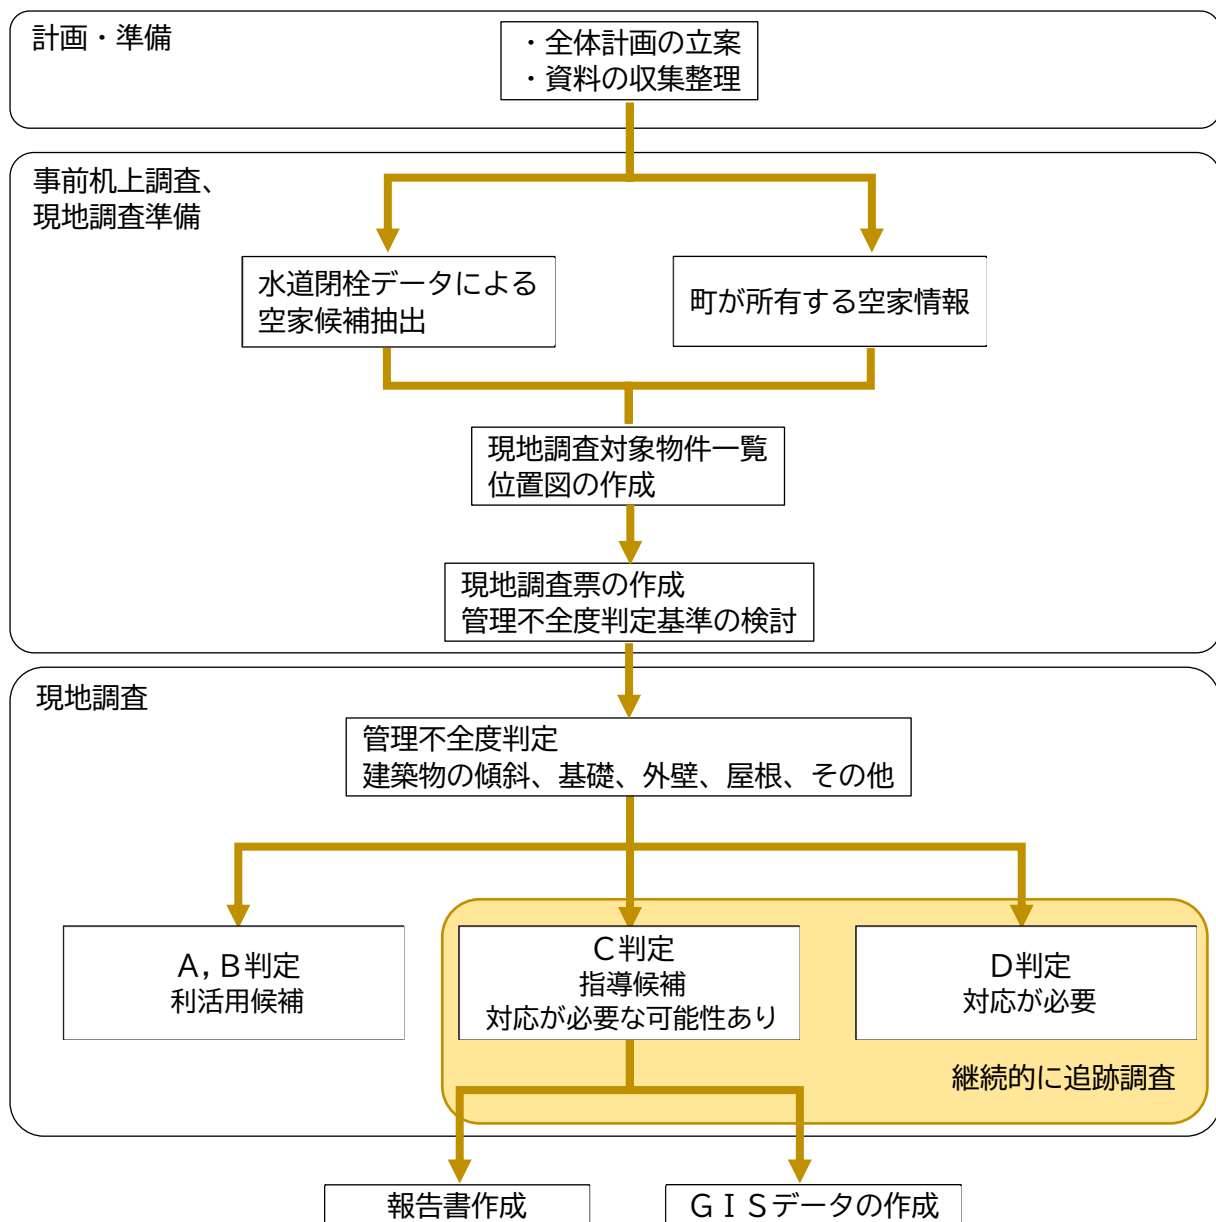 計画・準備
・全体計画の立案
・資料の収集整理
事前机上調査、
現地調査準備
水道閉栓データによる
空家候補抽出
町が所有する空家情報
現地調査対象物件一覧
位置図の作成
現地調査票の作成
管理不全度判定基準の検討
現地調査
管理不全度判定
建築物の傾斜、基礎、外壁、屋根、その他
A，B判定
利活用候補
C判定
指導候補
対応が必要な可能性あり
D判定
対応が必要
継続的に追跡調査
報告書作成
ＧＩＳデータの作成